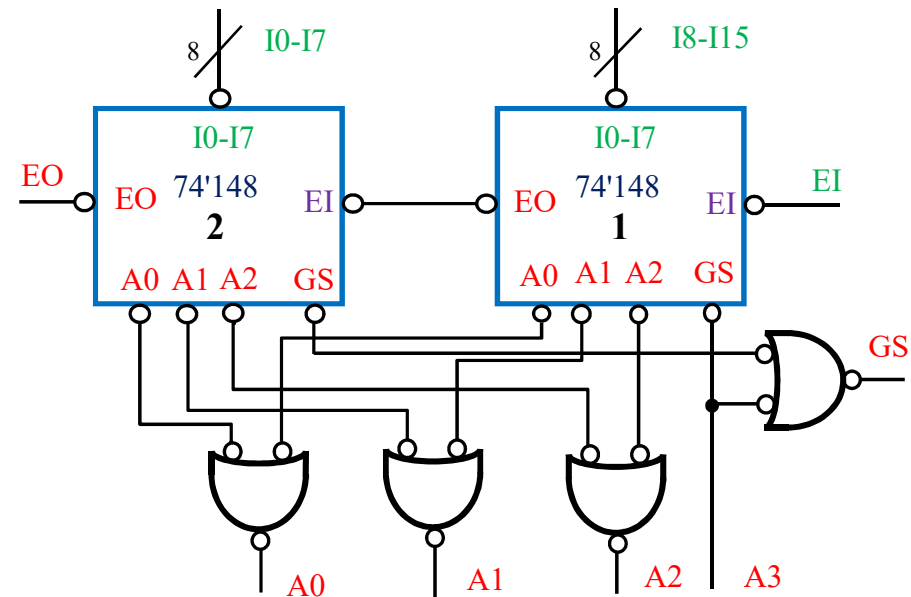 8 I0-I7
8 I8-I15
I0-I7
I0-I7
EO
EO 74'148 EI
2
EO 74'148 EI
1
EI
A0 A1 A2 GS
A0 A1 A2 GS
GS
A0
A1
A2
A3